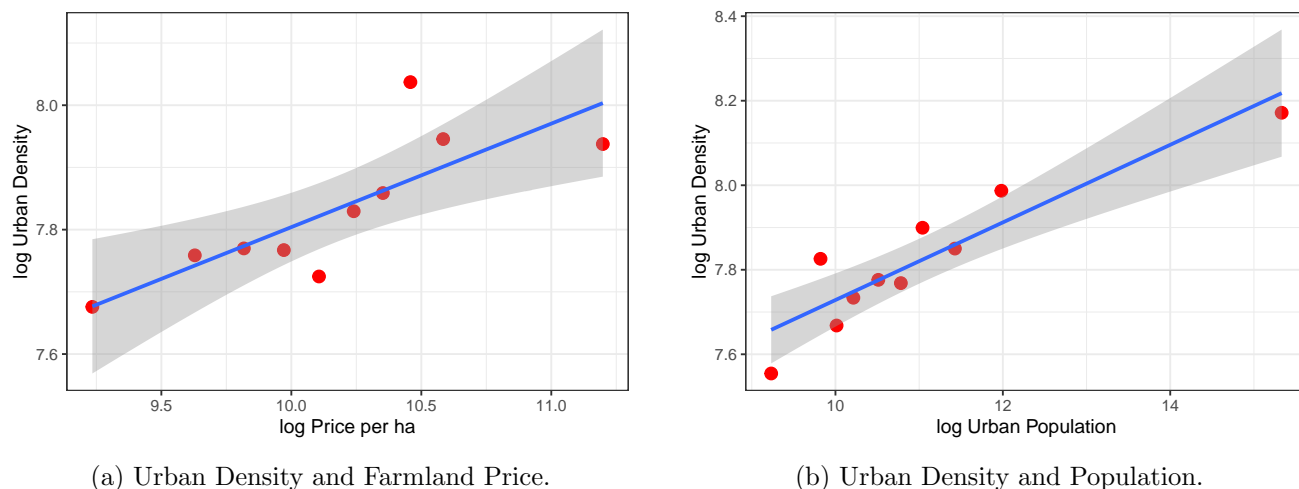 log Urban Density
8.0
7.8
7.6
9.5
10.0
10.5
11.0
log Price per ha
(a) Urban Density and Farmland Price.
log Urban Density
8.4
8.2
8.0
7.8
7.6
10
12
14
log Urban Population
(b) Urban Density and Population.